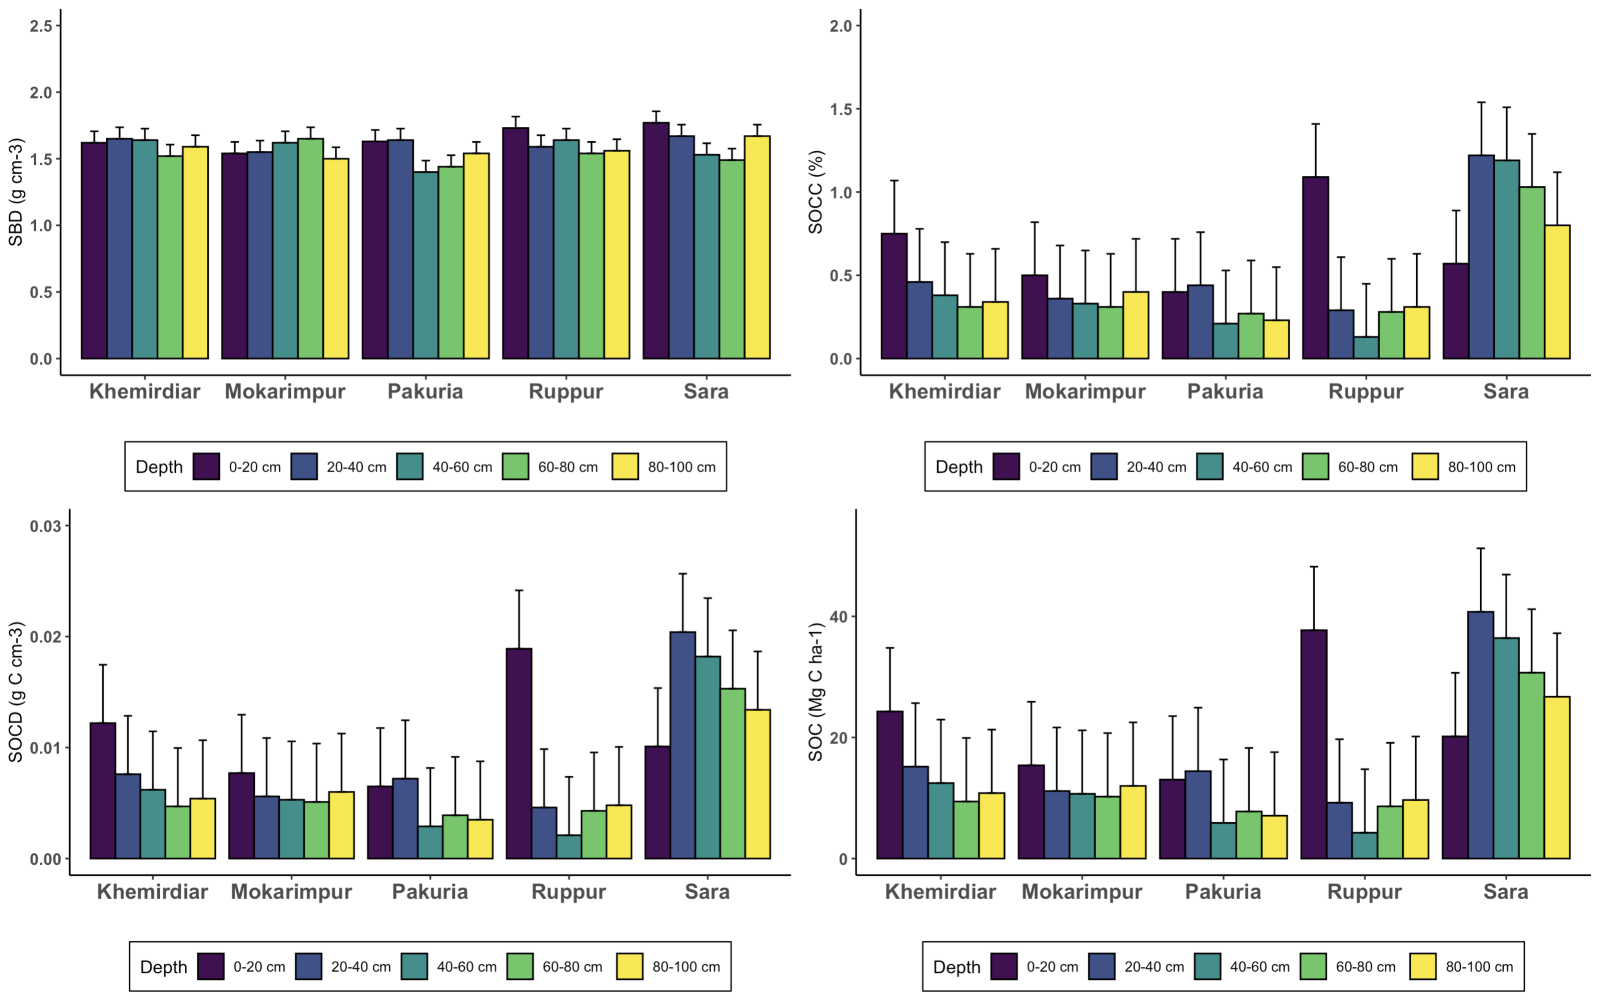 SBD (g cm-3)
2.5
2.0
1.5
1.0
0.5
0.0
Khemirdiar Mokarimpur Pakuria Ruppur Sara
Depth 0-20 cm 20-40 cm 40-60 cm 60-80 cm 80-100 cm
SOCC (%)
2.0
1.5
1.0
0.5
0.0
Khemirdiar Mokarimpur Pakuria Ruppur Sara
Depth 0-20 cm 20-40 cm 40-60 cm 60-80 cm 80-100 cm
SOCD (g C cm-3)
0.03
0.02
0.01
0.00
Khemirdiar Mokarimpur Pakuria Ruppur Sara
Depth 0-20 cm 20-40 cm 40-60 cm 60-80 cm 80-100 cm
SOC (Mg C ha-1)
40
20
0
Khemirdiar Mokarimpur Pakuria Ruppur Sara
Depth 0-20 cm 20-40 cm 40-60 cm 60-80 cm 80-100 cm